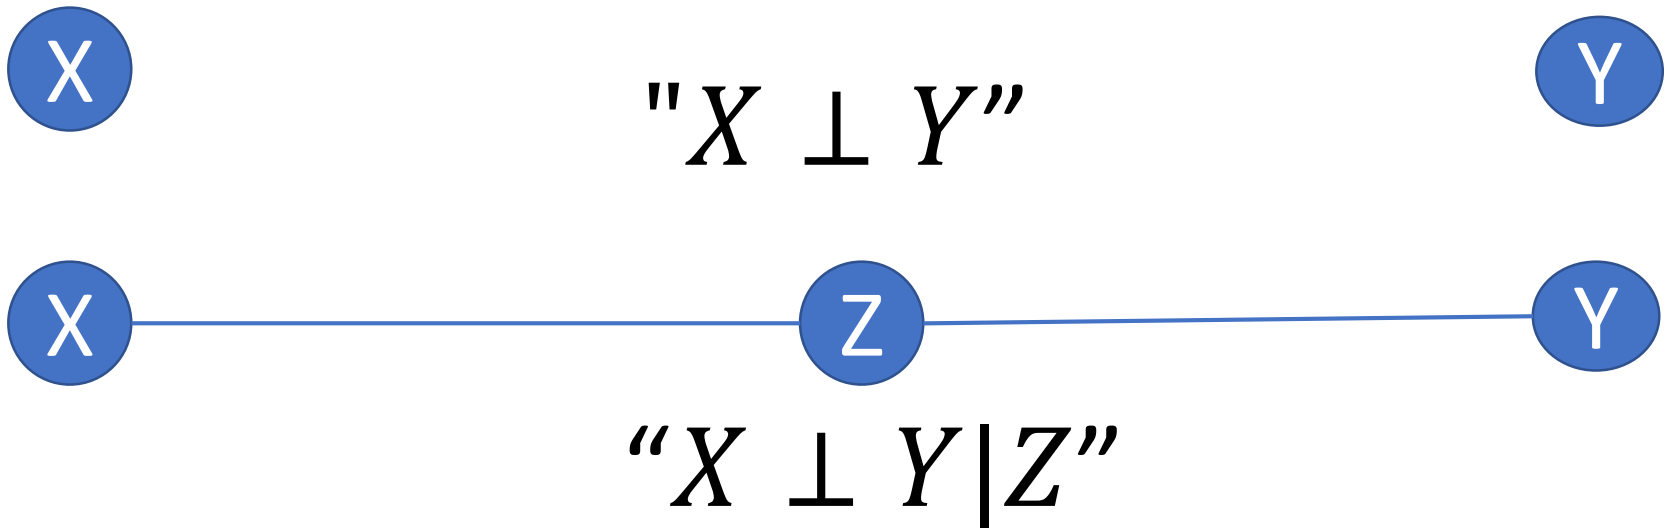 X Y
"X ⊥ Y”
X Z Y
“X ⊥ Y|Z”